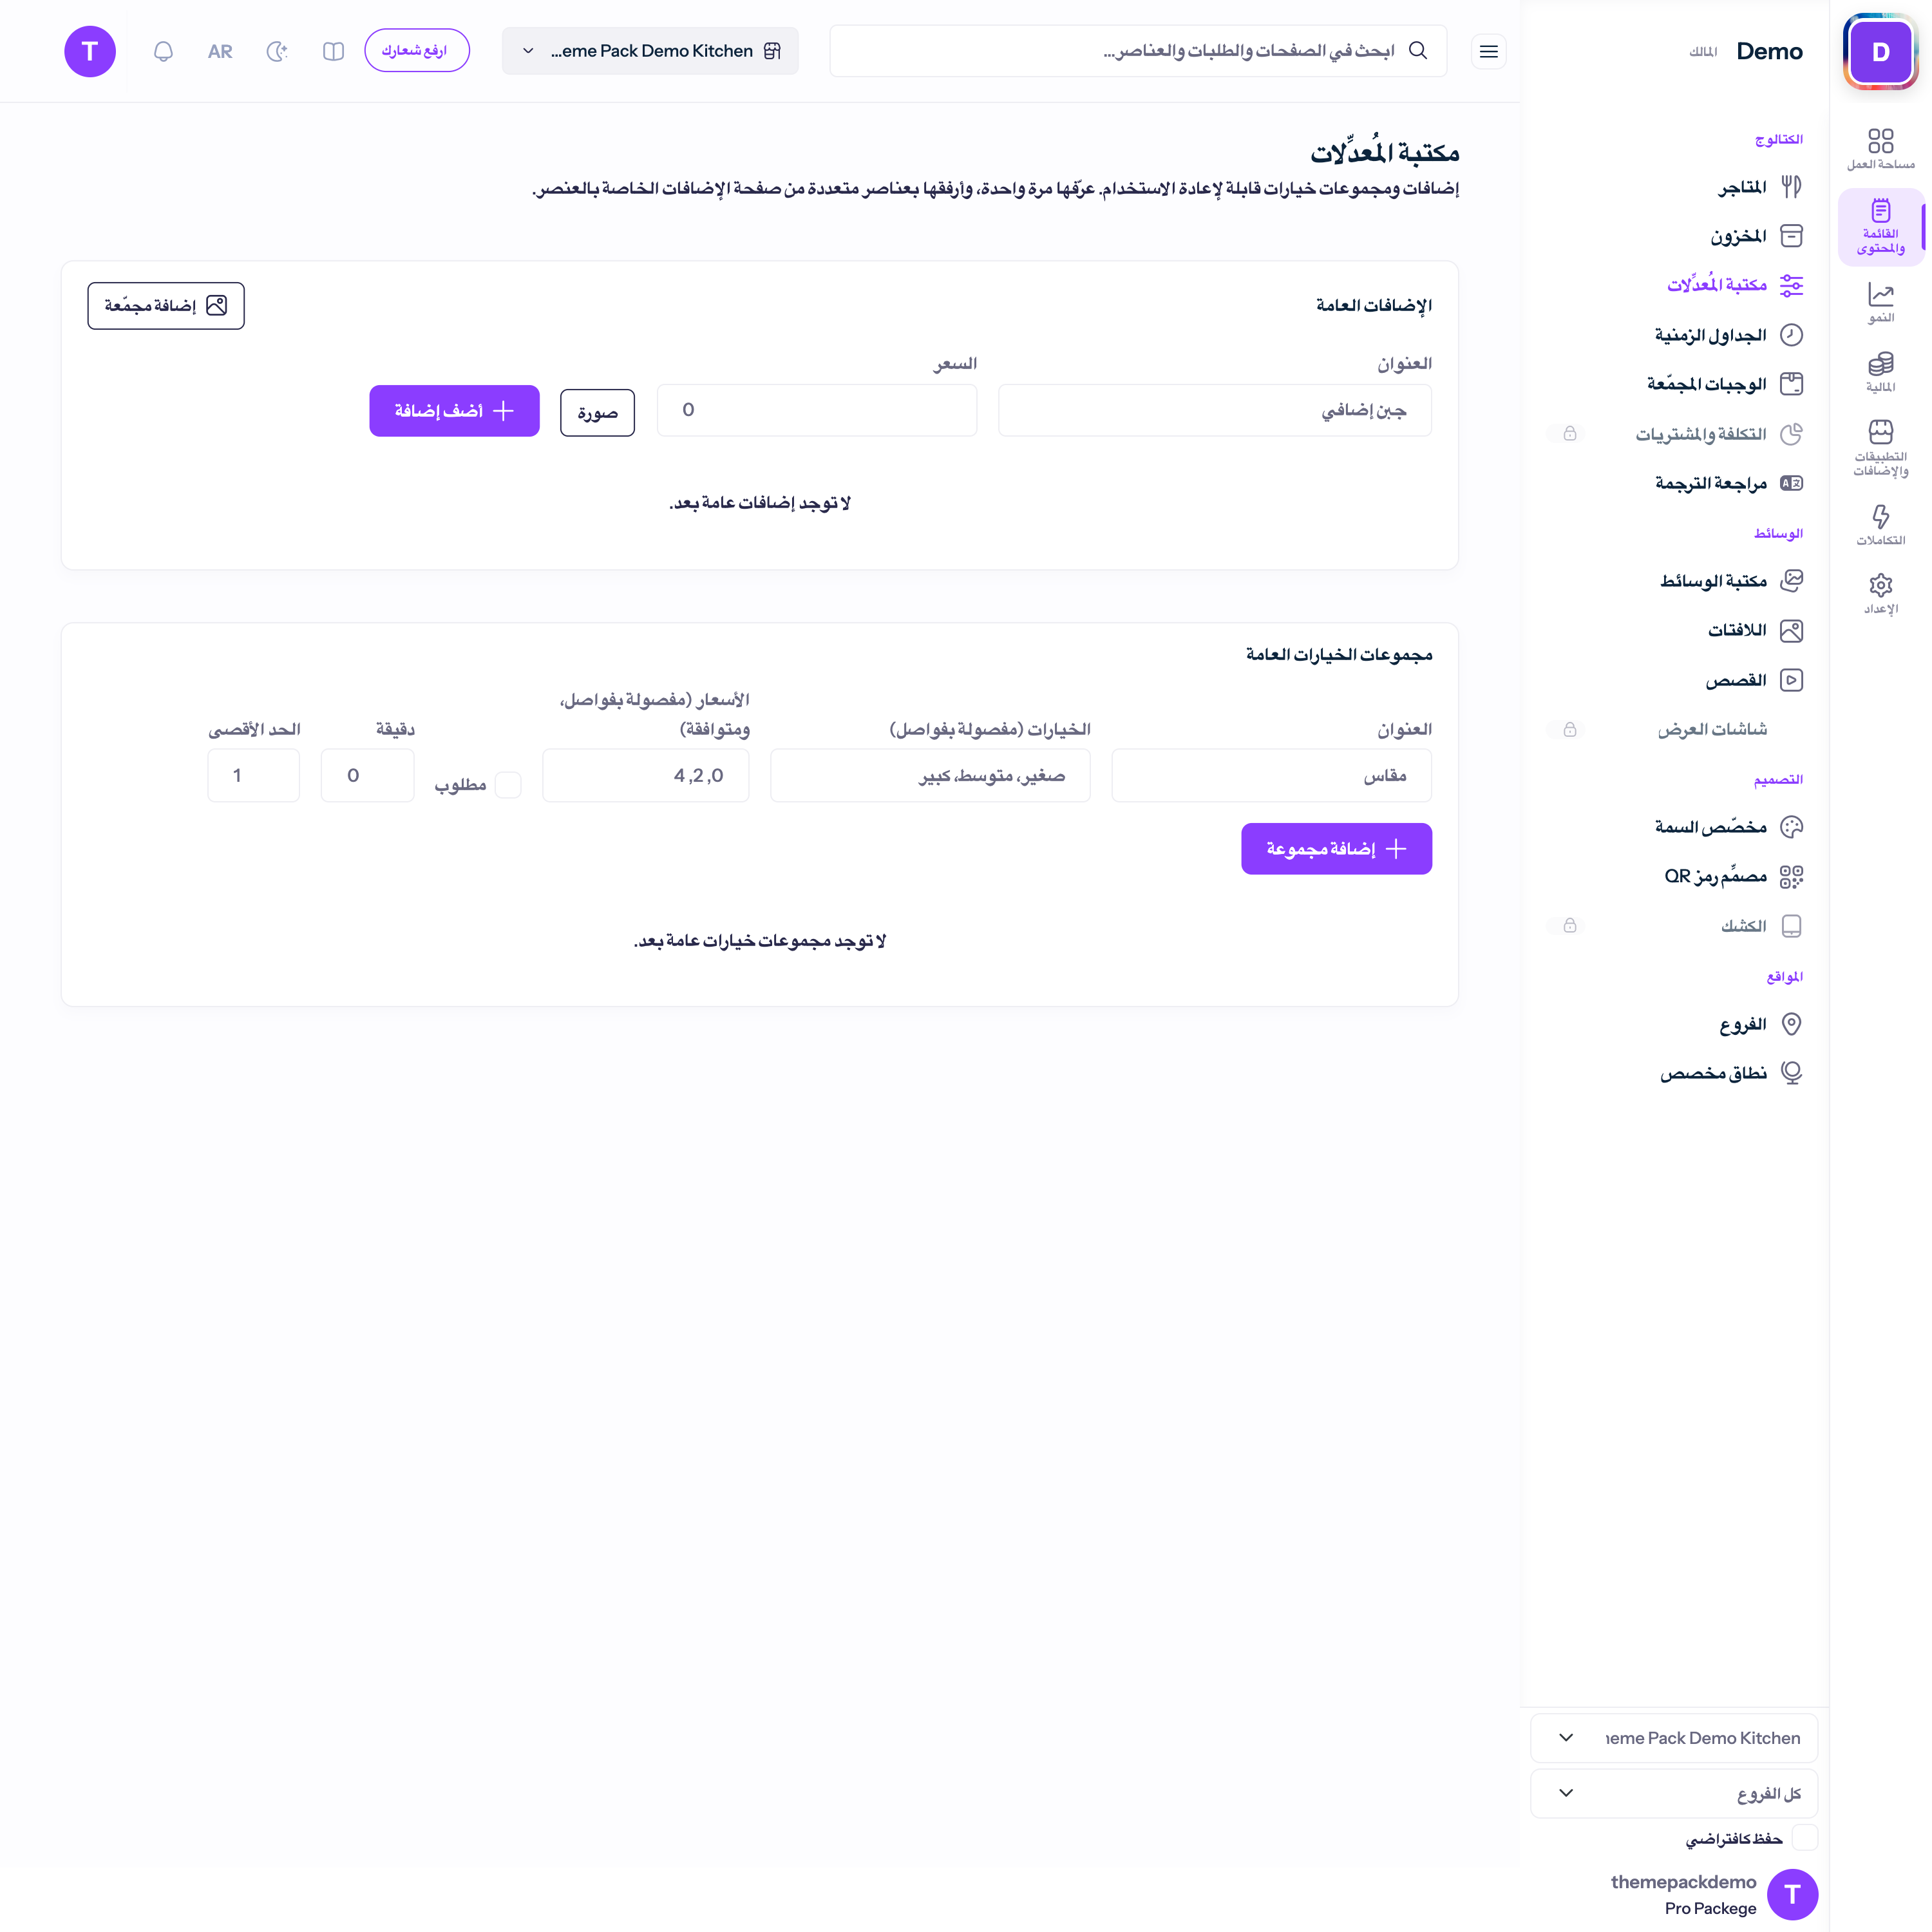 D
مساحة العمل
القائمة
والمحتوى
النمو
المالية
التطبيقات
والإضافات
التكاملات
الإعداد
Demo المالك
الكتالوج
المتاجر
المخزون
مكتبة المُعدِّلات
الجداول الزمنية
الوجبات المجمّعة
التكلفة والمشتريات
مراجعة الترجمة
الوسائط
مكتبة الوسائط
اللافتات
القصص
شاشات العرض
التصميم
مخصّص السمة
مصمِّم رمز QR
الكشك
المواقع
الفروع
نطاق مخصص
heme Pack Demo Kitchen
كل الفروع
حفظ كافتراضي
T
themepackdemo
Pro Packege
ابحث في الصفحات والطلبات والعناصر...
...eme Pack Demo Kitchen
ارفع شعارك
AR
T
مكتبة المُعدِّلات
إضافات ومجموعات خيارات قابلة لإعادة الاستخدام. عرّفها مرة واحدة، وأرفقها بعناصر متعددة من صفحة الإضافات الخاصة بالعنصر.
الإضافات العامة
إضافة مجمّعة
العنوان
السعر
جبن إضافي
0
صورة
أضف إضافة
لا توجد إضافات عامة بعد.
مجموعات الخيارات العامة
العنوان
الخيارات (مفصولة بفواصل)
الأسعار (مفصولة بفواصل،
ومتوافقة)
دقيقة
الحد الأقصى
مقاس
صغير، متوسط، كبير
0, 2, 4
مطلوب
0
1
إضافة مجموعة
لا توجد مجموعات خيارات عامة بعد.